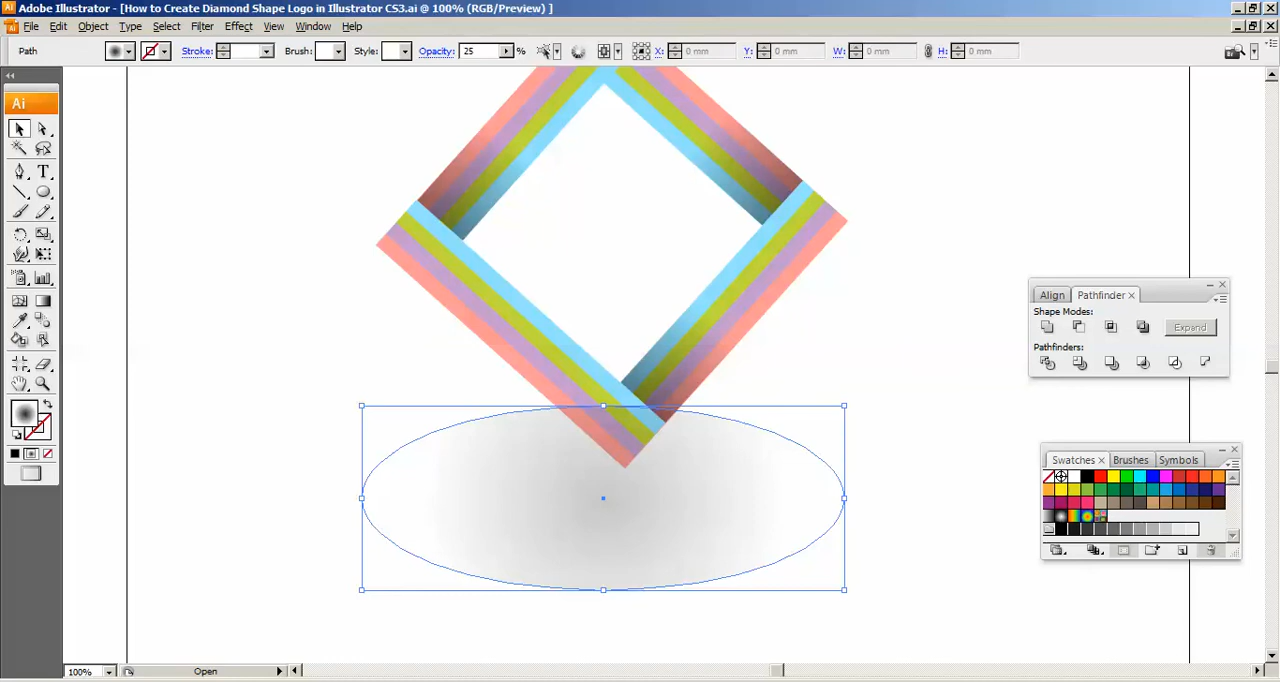 Adobe Illustrator - [How to Create Diamond Shape Logo in Illustrator CS3.ai @ 100% (RGB/Preview) ]
File Edit Object Type Select Filter Effect View Window Help
Path Stroke: Brush: Style: Opacity: 25 % X: 0 mm Y: 0 mm W: 0 mm H: 0 mm
Ai
T
Align Pathfinder
Shape Modes:
Expand
Pathfinders:
Swatches Brushes Symbols
100% Open